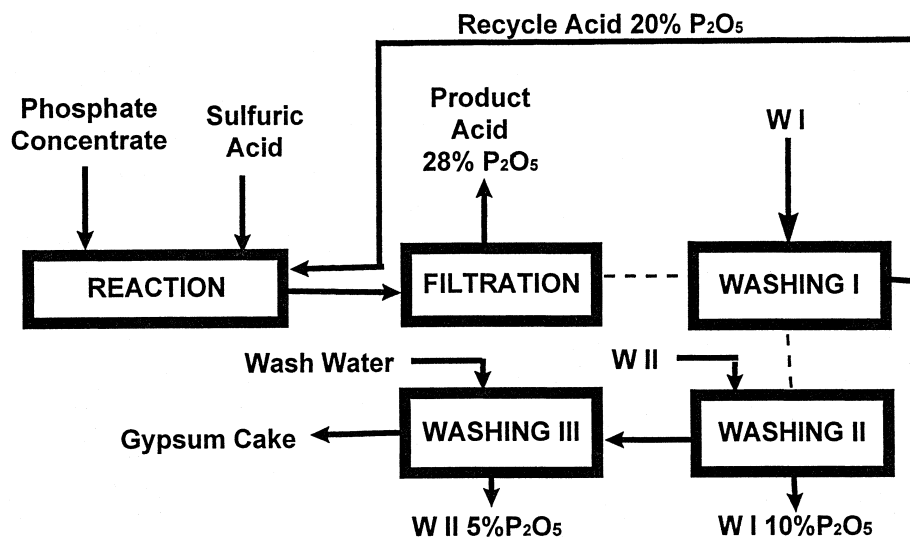 Recycle Acid 20% P₂O₅
Phosphate
Concentrate
Sulfuric
Acid
Product
Acid
28% P₂O₅
W I
REACTION
FILTRATION
WASHING I
Wash Water
W II
Gypsum Cake
WASHING III
WASHING II
W II 5%P₂O₅
W I 10%P₂O₅